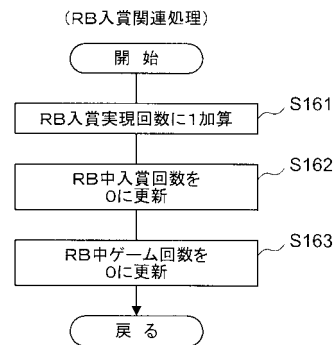 (RB入賞関連処理)
開 始
S161
RB入賞実現回数に1加算
S162
RB中入賞回数を
0に更新
S163
RB中ゲーム回数を
0に更新
戻 る